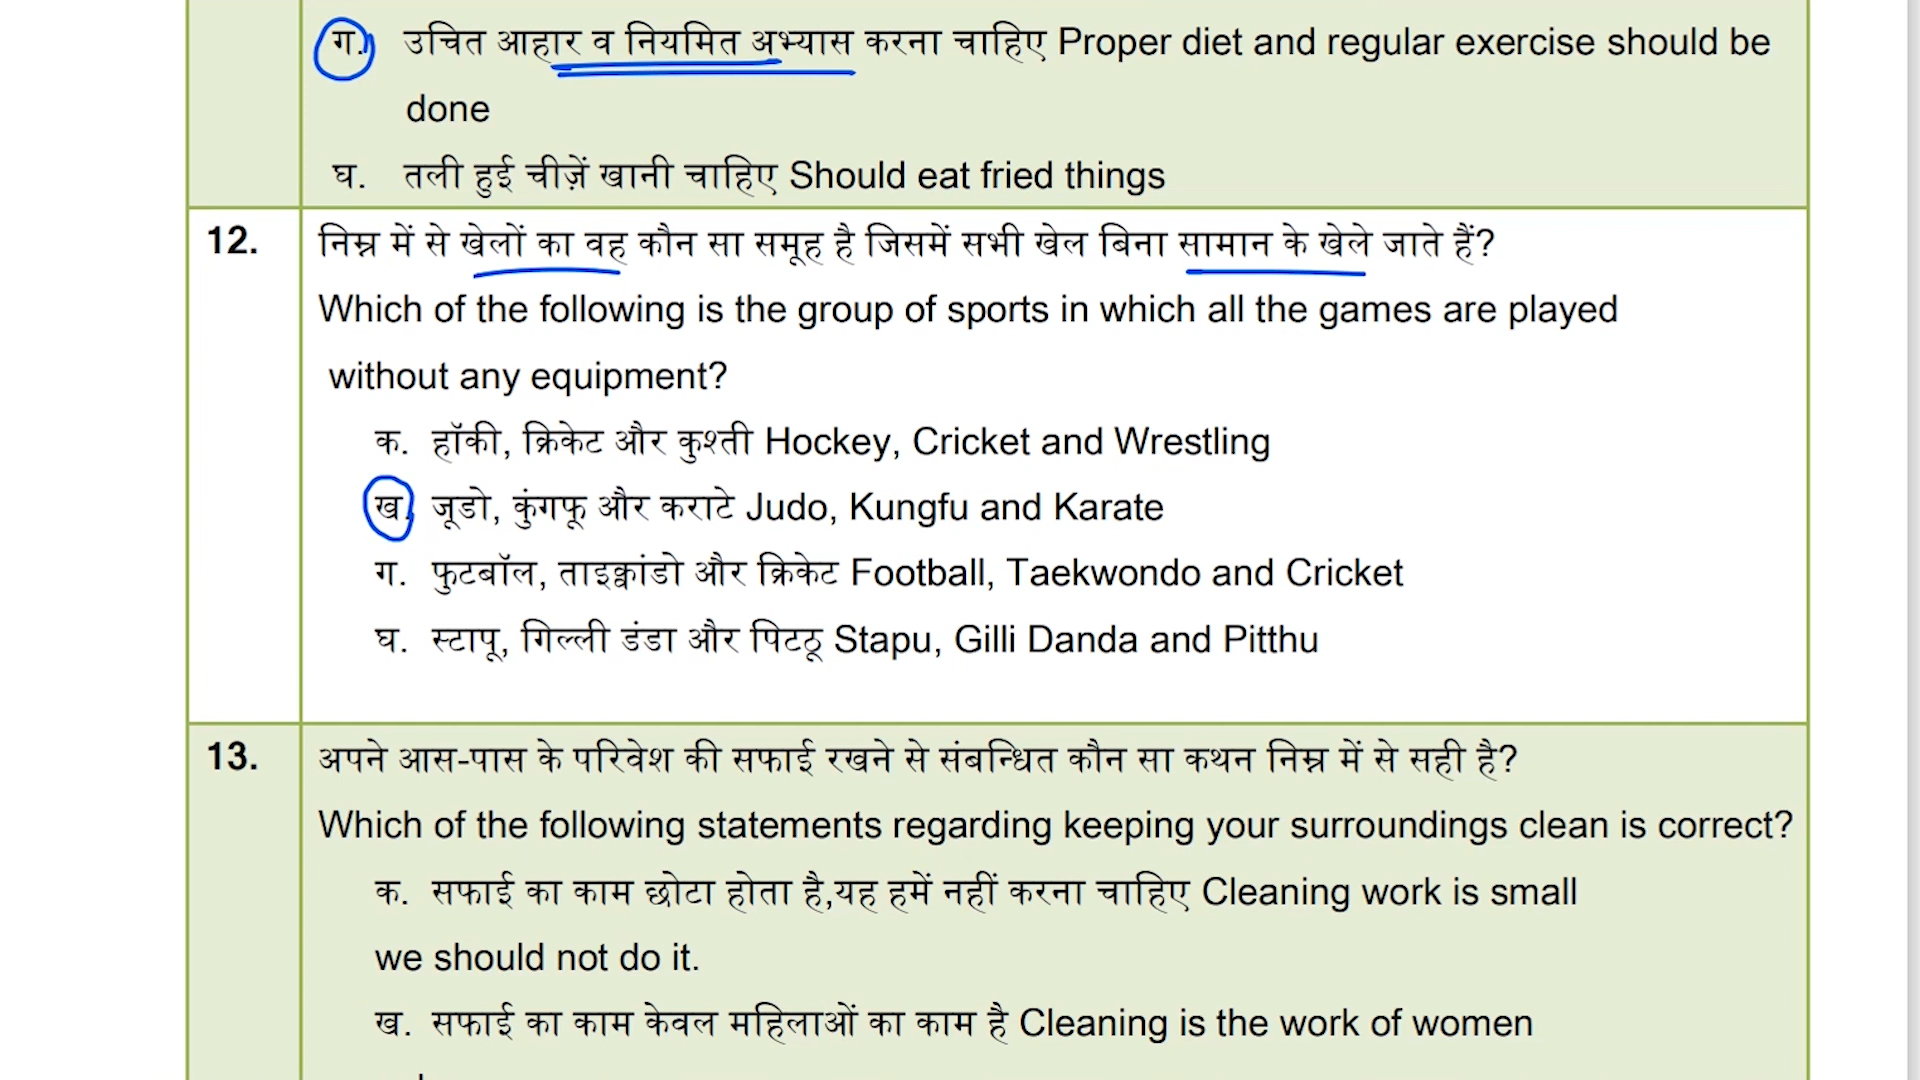 ग. उचित आहार व नियमित अभ्यास करना चाहिए Proper diet and regular exercise should be
done
घ. तली हुई चीज़ें खानी चाहिए Should eat fried things
12. निम्न में से खेलों का वह कौन सा समूह है जिसमें सभी खेल बिना सामान के खेले जाते हैं?
Which of the following is the group of sports in which all the games are played
without any equipment?
क. हॉकी, क्रिकेट और कुश्ती Hockey, Cricket and Wrestling
ख. जूडो, कुंगफू और कराटे Judo, Kungfu and Karate
ग. फुटबॉल, ताइक्वांडो और क्रिकेट Football, Taekwondo and Cricket
घ. स्टापू, गिल्ली डंडा और पिटठू Stapu, Gilli Danda and Pitthu
13. अपने आस-पास के परिवेश की सफाई रखने से संबन्धित कौन सा कथन निम्न में से सही है?
Which of the following statements regarding keeping your surroundings clean is correct?
क. सफाई का काम छोटा होता है,यह हमें नहीं करना चाहिए Cleaning work is small
we should not do it.
ख. सफाई का काम केवल महिलाओं का काम है Cleaning is the work of women